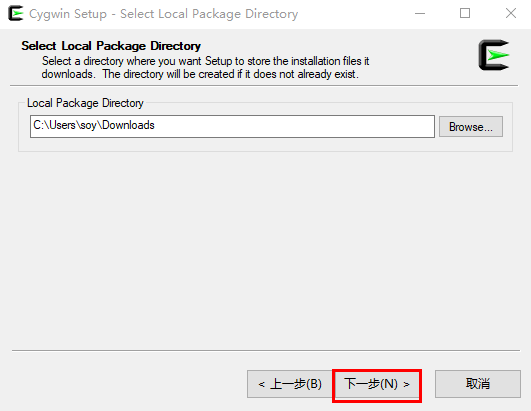 Cygwin Setup - Select Local Package Directory
Select Local Package Directory
Select a directory where you want Setup to store the installation files it
downloads. The directory will be created if it does not already exist.
Local Package Directory
C:\Users\soy\Downloads
Browse...
< 上一步(B)
下一步(N) >
取消